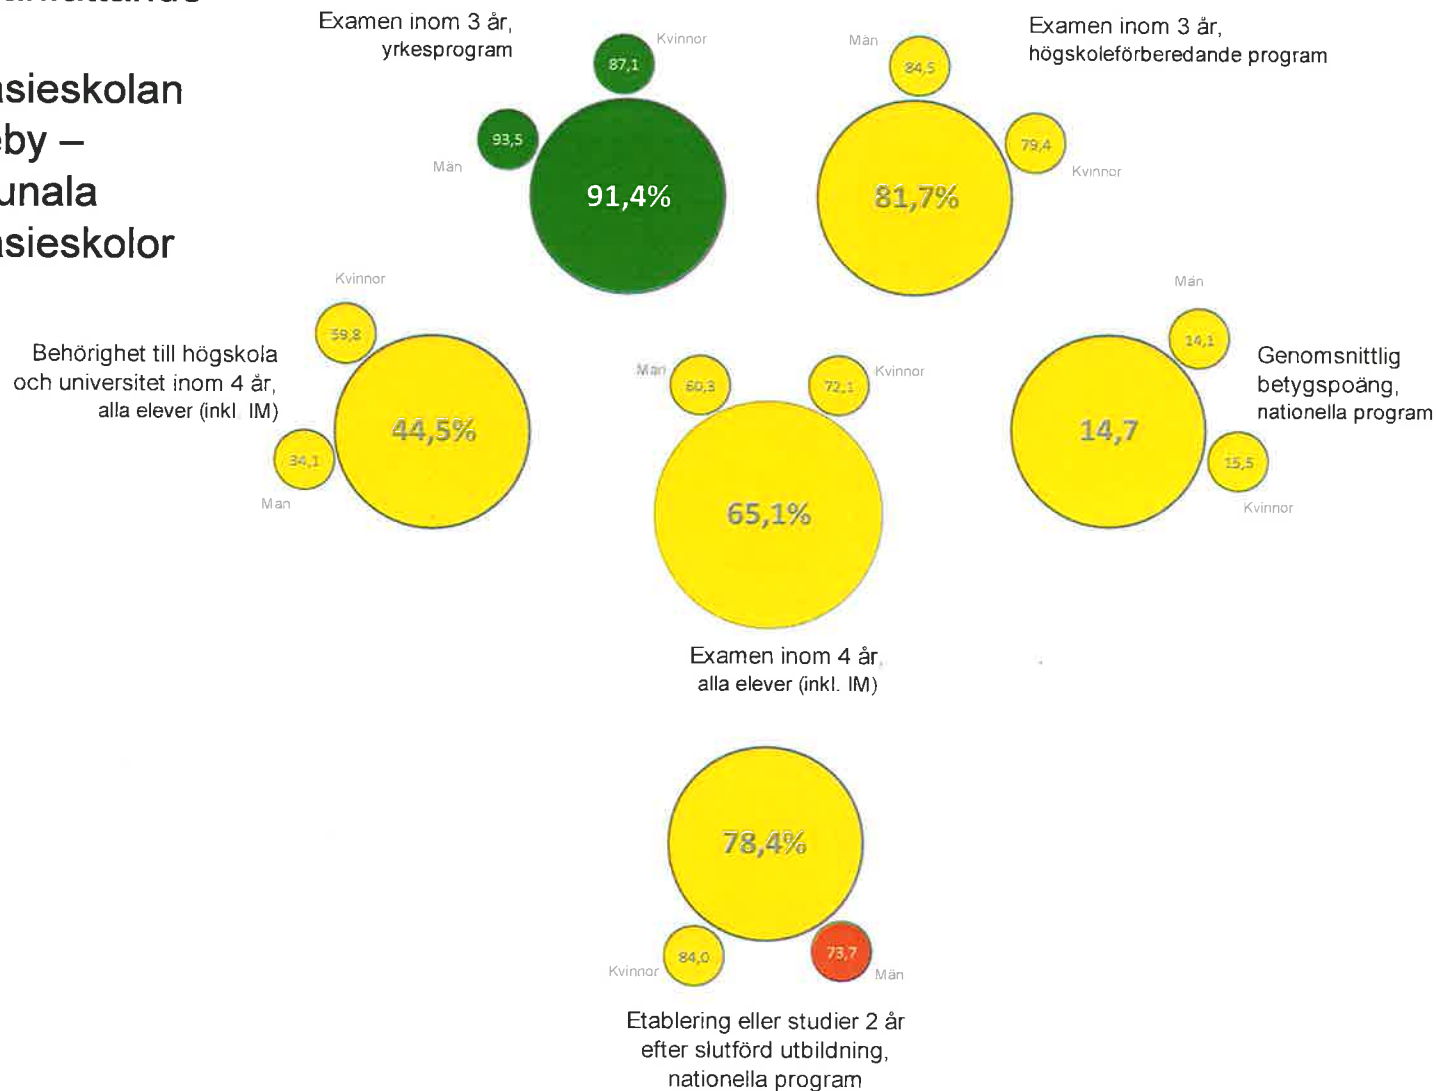 asieskolan
eby –
unala
asieskolor
Examen inom 3 år,
yrkesprogram
Kvinnor
87,1
93,5
Män
91,4%
Examen inom 3 år,
högskoleförberedande program
Män
84,5
79,4
Kvinnor
81,7%
Behörighet till högskola
och universitet inom 4 år,
alla elever (inkl. IM)
Kvinnor
59,8
44,5%
34,1
Män
Män
60,3
72,1
Kvinnor
65,1%
Examen inom 4 år,
alla elever (inkl. IM)
Män
14,1
Genomsnittlig
betygspoäng,
nationella program
14,7
15,5
Kvinnor
78,4%
Kvinnor
84,0
73,7
Män
Etablering eller studier 2 år
efter slutförd utbildning,
nationella program